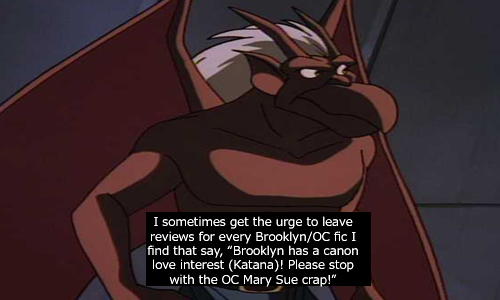 I sometimes get the urge to leave
reviews for every Brooklyn/OC fic I
find that say, "Brooklyn has a canon
love interest (Katana)! Please stop
with the OC Mary Sue crap!"